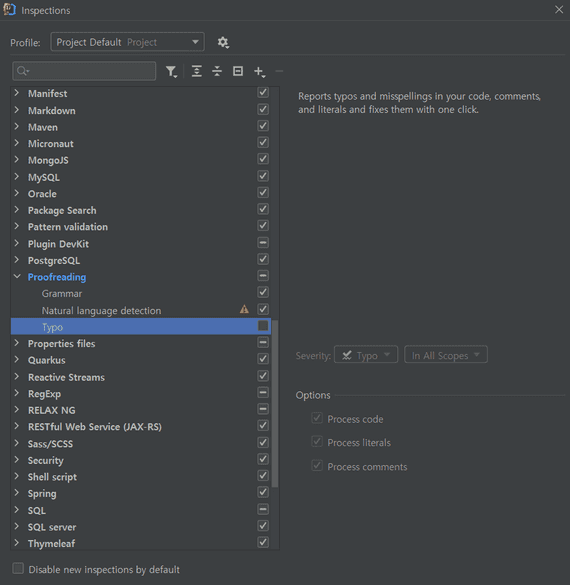 Inspections
Profile: Project Default Project
Manifest
Markdown
Maven
Micronaut
MongoJS
MySQL
Oracle
Package Search
Pattern validation
Plugin DevKit
PostgreSQL
Proofreading
Grammar
Natural language detection
Typo
Properties files
Quarkus
Reactive Streams
RegExp
RELAX NG
RESTful Web Service (JAX-RS)
Sass/SCSS
Security
Shell script
Spring
SQL
SQL server
Thymeleaf
Disable new inspections by default
Reports typos and misspellings in your code, comments,
and literals and fixes them with one click.
Severity: Typo In All Scopes
Options
Process code
Process literals
Process comments